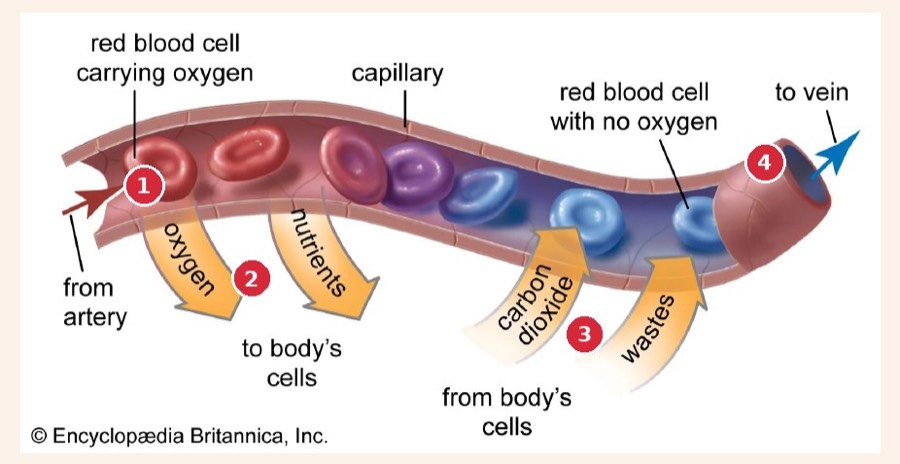 red blood cell
carrying oxygen
capillary
red blood cell
with no oxygen
to vein
4
1
oxygen
nutrients
2
from
artery
carbon
dioxide
3
wastes
to body's
cells
from body's
cells
© Encyclopædia Britannica, Inc.